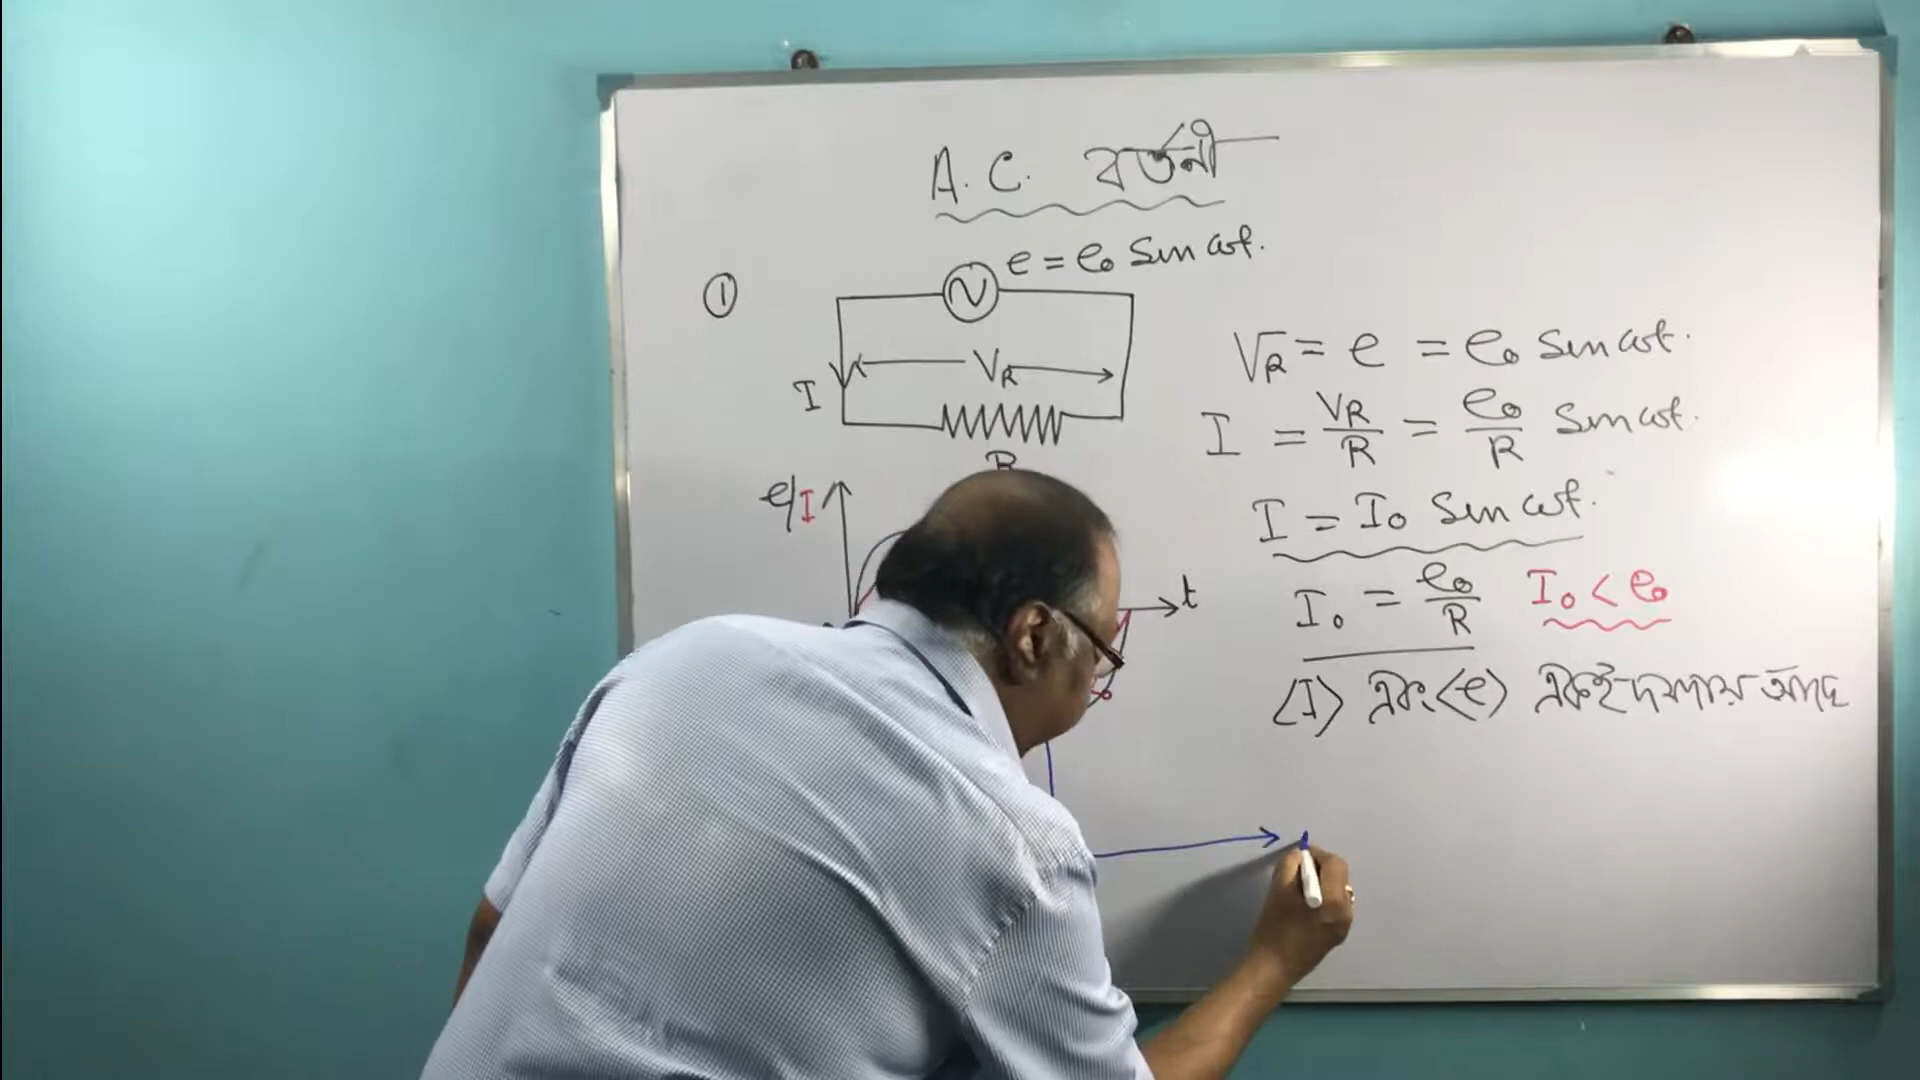 A.C. বর্তনী
e = e₀ Sin ωt.
①
I
V_R
R
V_R = e = e₀ Sin ωt.
I = V_R/R = e₀/R Sin ωt.
I = I₀ Sin ωt.
e/I
t
I₀ = e₀/R I₀ < e₀
⟨I⟩ এবং ⟨e⟩ একই দশায় আছে